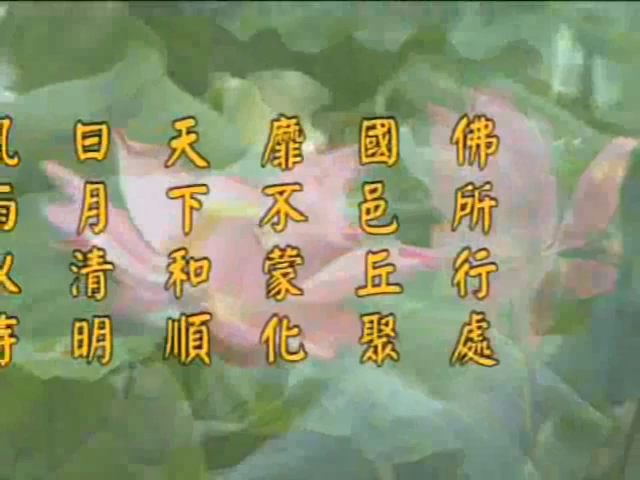 佛所行處
國邑丘聚
靡不蒙化
天下和順
日月清明